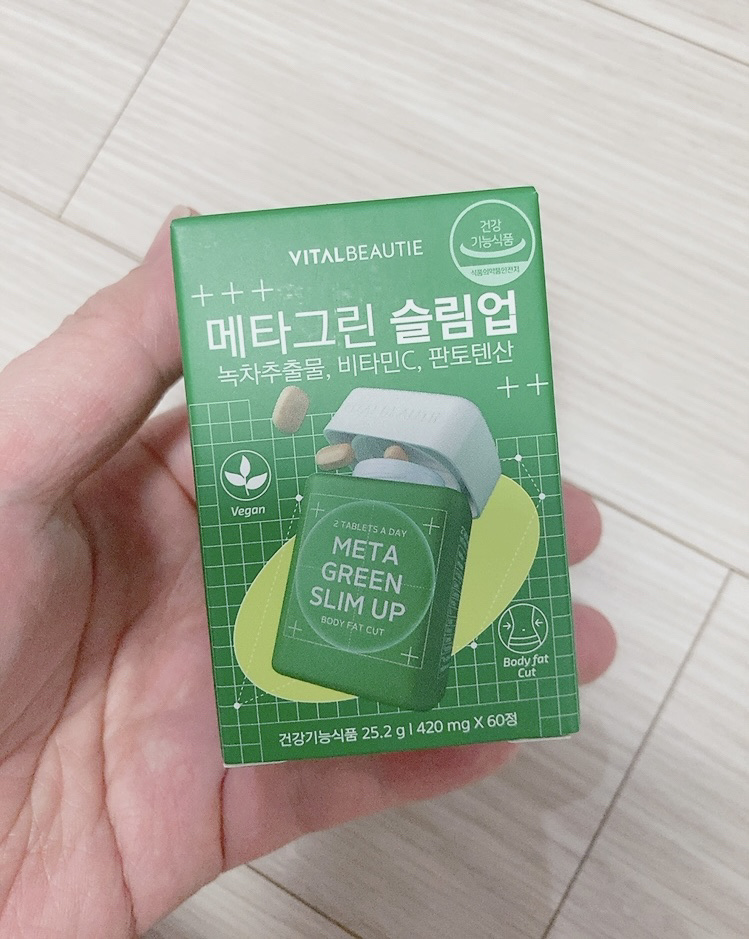 VITALBEAUTIE
건강
기능식품
식품의약품안전처
메타그린 슬림업
녹차추출물, 비타민C, 판토텐산
Vegan
2 TABLETS A DAY
META
GREEN
SLIM UP
BODY FAT CUT
Body fat
Cut
건강기능식품 25.2 g | 420 mg X 60정